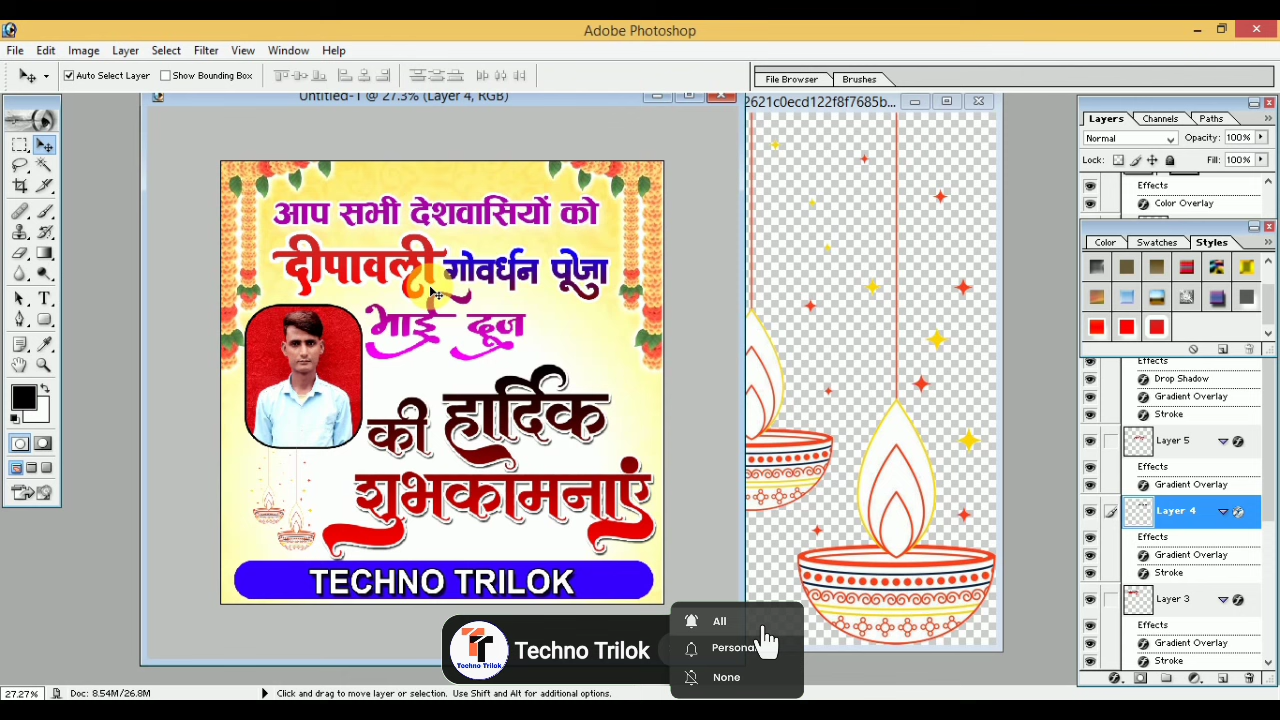 Adobe Photoshop
File Edit Image Layer Select Filter View Window Help
Auto Select Layer Show Bounding Box
File Browser Brushes
Untitled-1 @ 27.3% (Layer 4, RGB)
2621c0ecd122f8f7685b...
आप सभी देशवासियों को
दीपावली गोवर्धन पूजा
भाई दूज
की हार्दिक
शुभकामनाएं
TECHNO TRILOK
Layers Channels Paths
Normal Opacity: 100%
Lock: Fill: 100%
Effects
Color Overlay
Color Swatches Styles
Effects
Drop Shadow
Gradient Overlay
Stroke
Layer 5
Effects
Gradient Overlay
Layer 4
Effects
Gradient Overlay
Stroke
Layer 3
Effects
Gradient Overlay
Stroke
Techno Trilok
Techno Trilok
All
Persona
None
27.27% Doc: 8.54M/26.8M Click and drag to move layer or selection. Use Shift and Alt for additional options.